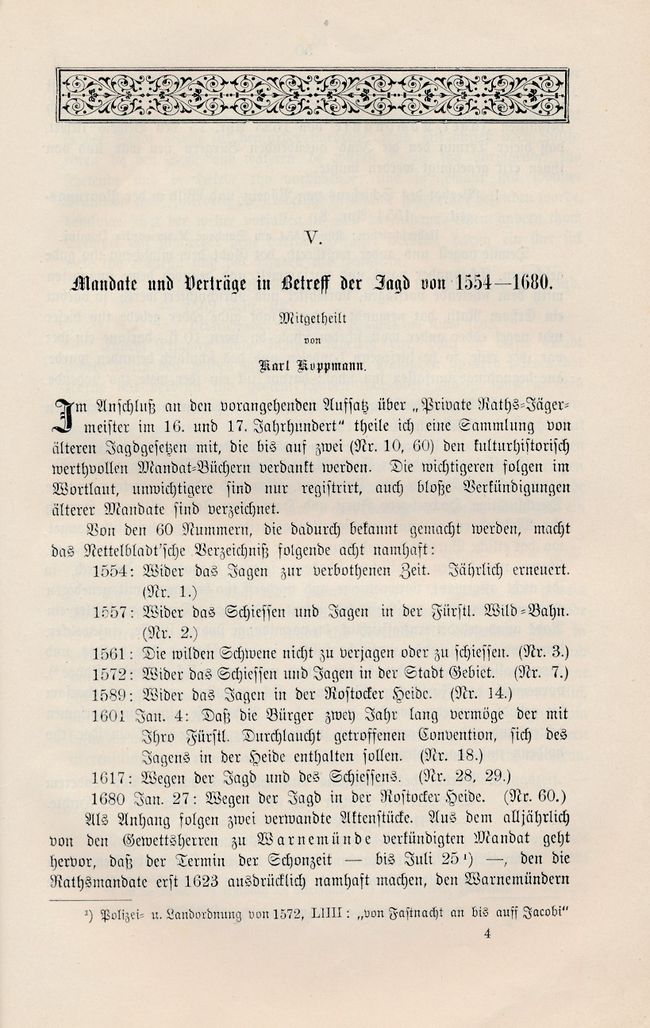 V.
Mandate und Verträge in Betreff der Jagd von 1554—1680.
Mitgetheilt
von
Karl Koppmann.
Im Anschluß an den vorangehenden Aufsatz über „Private Raths-Jäger-
meister im 16. und 17. Jahrhundert“ theile ich eine Sammlung von
älteren Jagdgesetzen mit, die bis auf zwei (Nr. 10, 60) den kulturhistorisch
werthvollen Mandat-Büchern verdankt werden. Die wichtigeren folgen im
Wortlaut, unwichtigere sind nur registrirt, auch bloße Verkündigungen
älterer Mandate sind verzeichnet.
Von den 60 Nummern, die dadurch bekannt gemacht werden, macht
das Nettelbladt'sche Verzeichniß folgende acht namhaft:
1554: Wider das Jagen zur verbothenen Zeit. Jährlich erneuert.
(Nr. 1.)
1557: Wider das Schiessen und Jagen in der Fürstl. Wild-Bahn.
(Nr. 2.)
1561: Die wilden Schwene nicht zu verjagen oder zu schiessen. (Nr. 3.)
1572: Wider das Schiessen und Jagen in der Stadt Gebiet. (Nr. 7.)
1589: Wider das Jagen in der Rostocker Heide. (Nr. 14.)
1601 Jan. 4: Daß die Bürger zwey Jahr lang vermöge der mit
Ihro Fürstl. Durchlaucht getroffenen Convention, sich des
Jagens in der Heide enthalten sollen. (Nr. 18.)
1617: Wegen der Jagd und des Schiessens. (Nr. 28, 29.)
1680 Jan. 27: Wegen der Jagd in der Rostocker Heide. (Nr. 60.)
Als Anhang folgen zwei verwandte Aktenstücke. Aus dem alljährlich
von den Gewettsherren zu Warnemünde verkündigten Mandat geht
hervor, daß der Termin der Schonzeit — bis Juli 25 ¹) —, den die
Rathsmandate erst 1623 ausdrücklich namhaft machen, den Warnemündern
¹) Polizei- u. Landordnung von 1572, LIIII: „von Fastnacht an bis auff Jacobi“
4